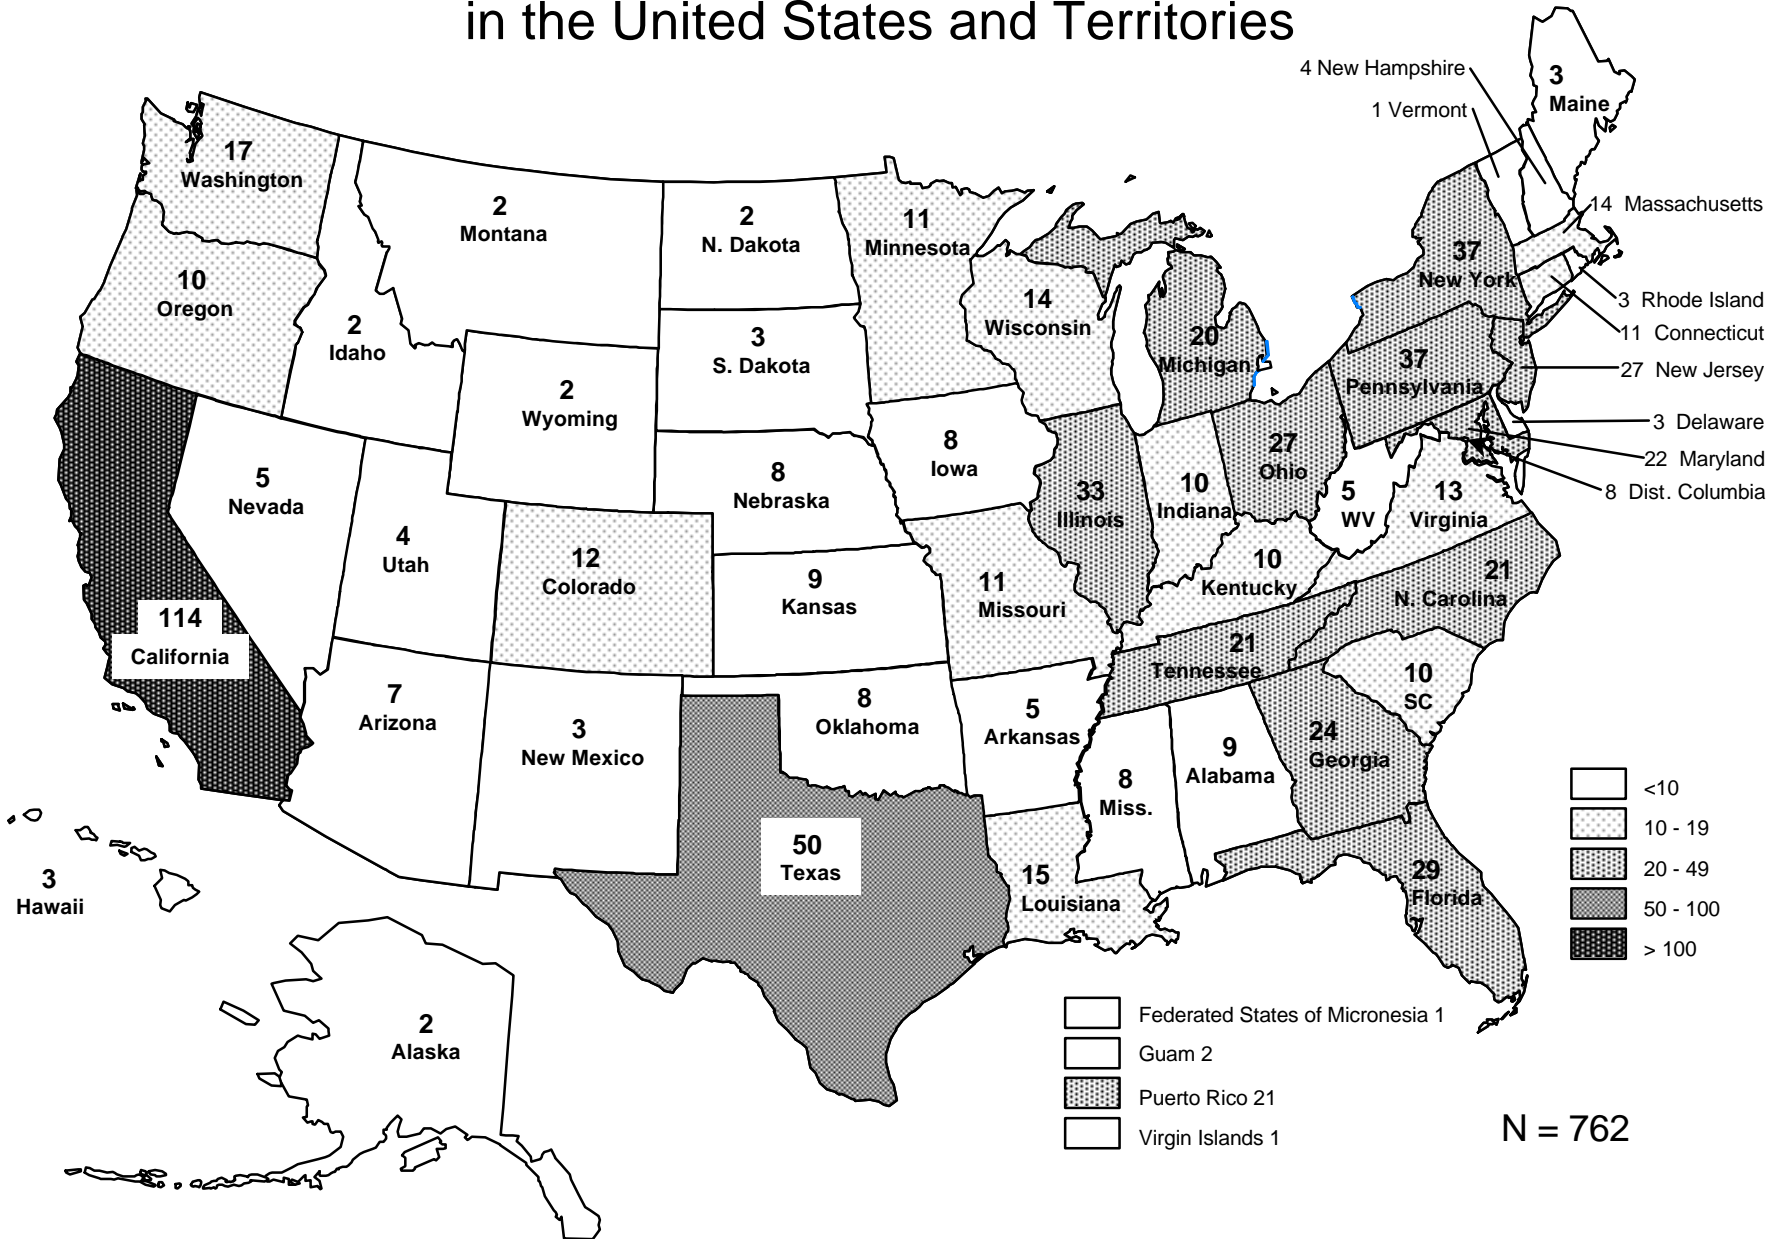 in the United States and Territories
4 New Hampshire
1 Vermont
3
Maine
17
Washington
2
Montana
2
N. Dakota
11
Minnesota
14 Massachusetts
10
Oregon
2
Idaho
3
S. Dakota
14
Wisconsin
20
Michigan
37
New York
3 Rhode Island
11 Connecticut
37
Pennsylvania
27 New Jersey
2
Wyoming
3 Delaware
22 Maryland
8 Dist. Columbia
5
Nevada
4
Utah
12
Colorado
8
Nebraska
8
Iowa
33
Illinois
10
Indiana
27
Ohio
5
WV
13
Virginia
114
California
9
Kansas
11
Missouri
10
Kentucky
21
N. Carolina
21
Tennessee
10
SC
7
Arizona
3
New Mexico
8
Oklahoma
5
Arkansas
8
Miss.
9
Alabama
24
Georgia
50
Texas
15
Louisiana
29
Florida
3
Hawaii
2
Alaska
<10
10 - 19
20 - 49
50 - 100
> 100
Federated States of Micronesia 1
Guam 2
Puerto Rico 21
Virgin Islands 1
N = 762